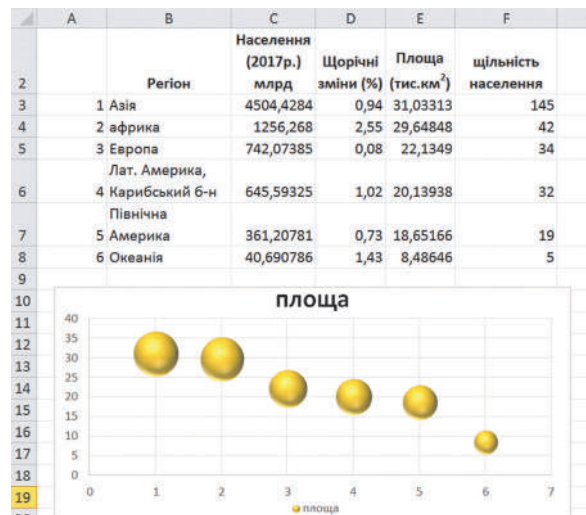 A B C D E F
2 Регіон Населення (2017р.) млрд Щорічні зміни (%) Площа (тис.км²) щільність населення
3 1 Азія 4504,4284 0,94 31,03313 145
4 2 африка 1256,268 2,55 29,64848 42
5 3 Европа 742,07385 0,08 22,1349 34
6 4 Лат. Америка, Карибський б-н 645,59325 1,02 20,13938 32
7 5 Північна Америка 361,20781 0,73 18,65166 19
8 6 Океанія 40,690786 1,43 8,48646 5
9
10
11
12
13
14
15
16
17
18
19
площа
40
35
30
25
20
15
10
5
0
0 1 2 3 4 5 6 7
площа